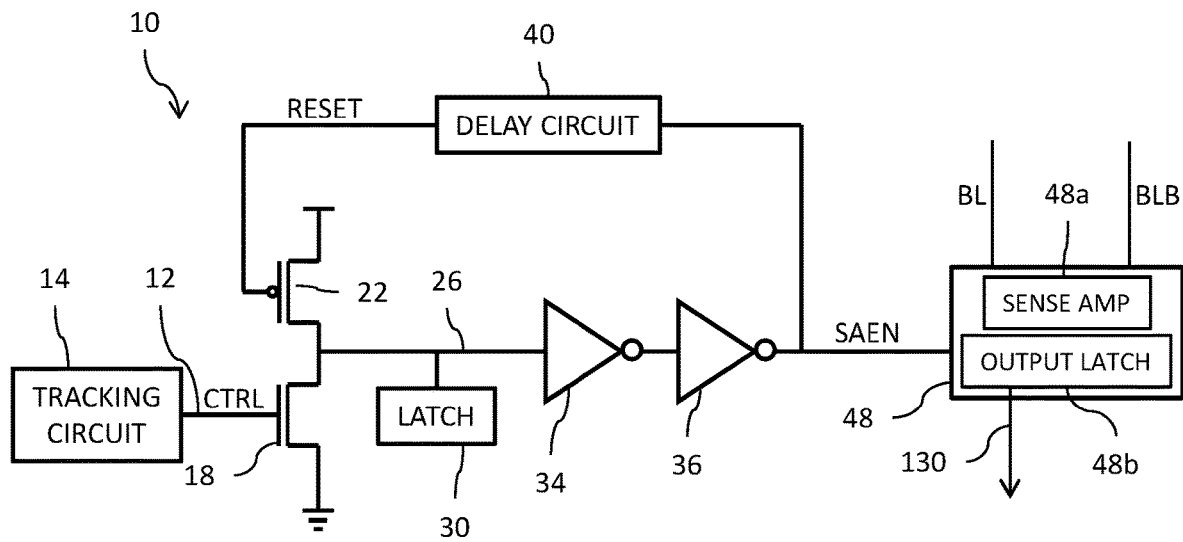 10
40
RESET
DELAY CIRCUIT
BL
48a
BLB
14
12
22
26
SENSE AMP
SAEN
OUTPUT LATCH
TRACKING
CIRCUIT
CTRL
LATCH
48
18
34
36
130
48b
30